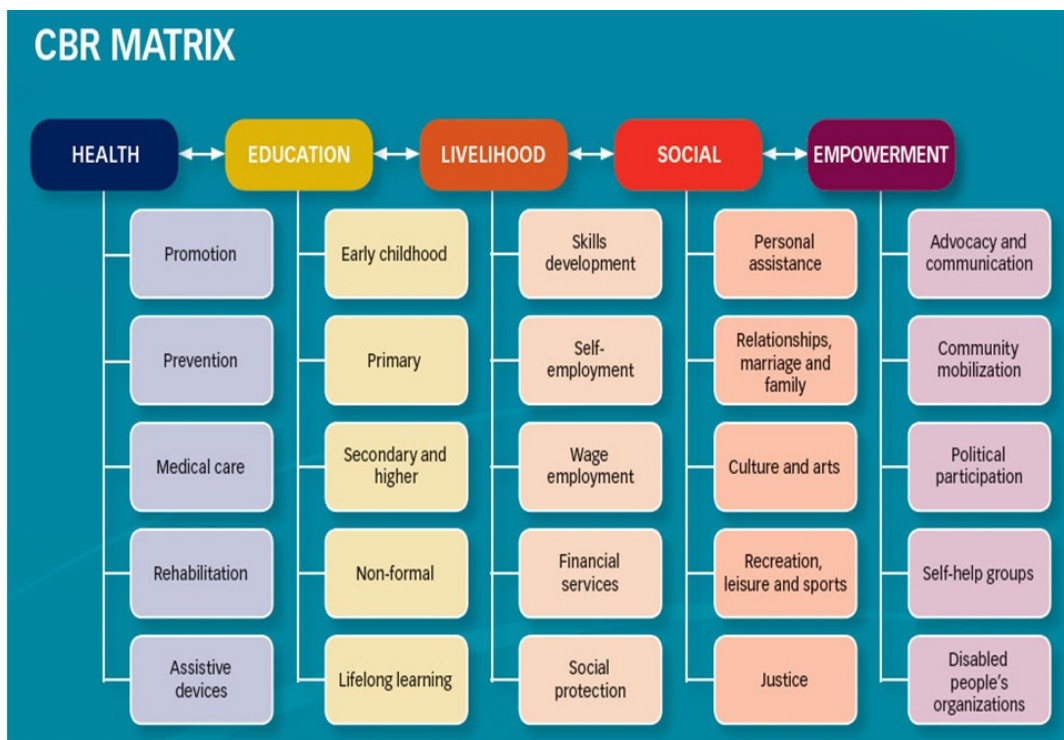 CBR MATRIX
HEALTH
EDUCATION
LIVELIHOOD
SOCIAL
EMPOWERMENT
Promotion
Prevention
Medical care
Rehabilitation
Assistive
devices
Early childhood
Primary
Secondary and
higher
Non-formal
Lifelong learning
Skills
development
Self-
employment
Wage
employment
Financial
services
Social
protection
Personal
assistance
Relationships,
marriage and
family
Culture and arts
Recreation,
leisure and sports
Justice
Advocacy and
communication
Community
mobilization
Political
participation
Self-help groups
Disabled
people's
organizations